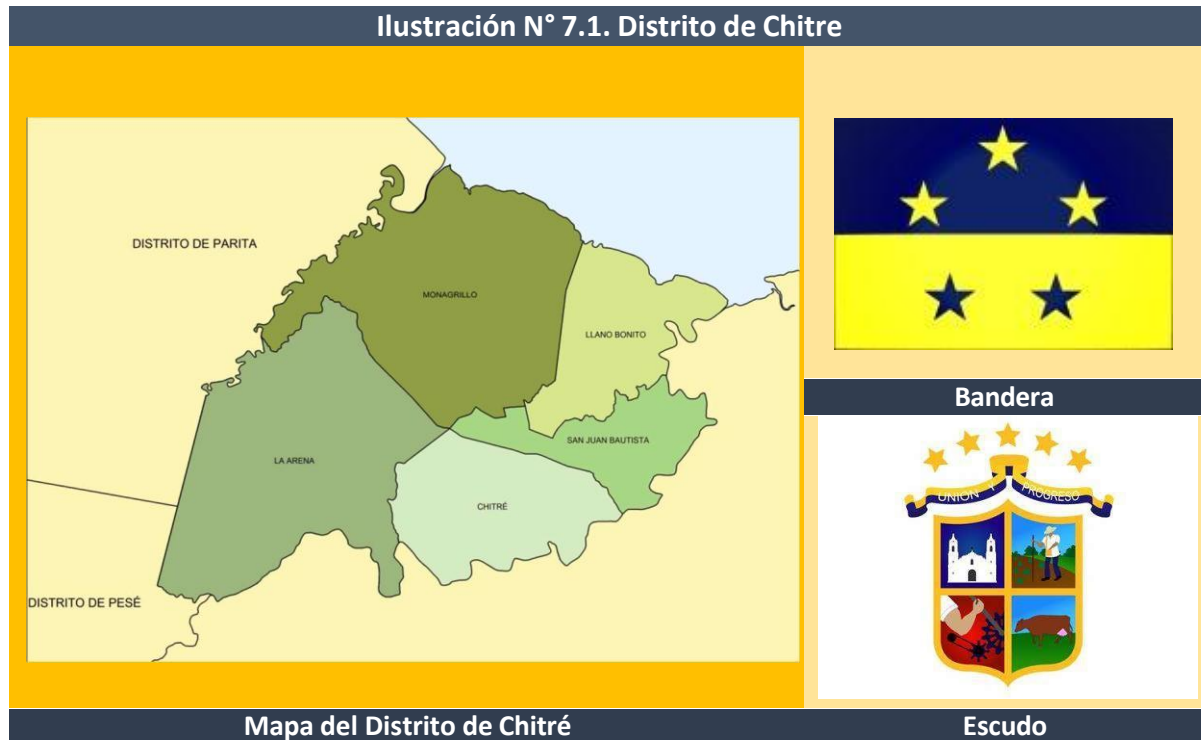 Ilustración N° 7.1. Distrito de Chitre
DISTRITO DE PARITA
MONAGRILLO
LLANO BONITO
SAN JUAN BAUTISTA
LA ARENA
CHITRÉ
DISTRITO DE PESÉ
Bandera
UNIÓN Y PROGRESO
Mapa del Distrito de Chitré
Escudo